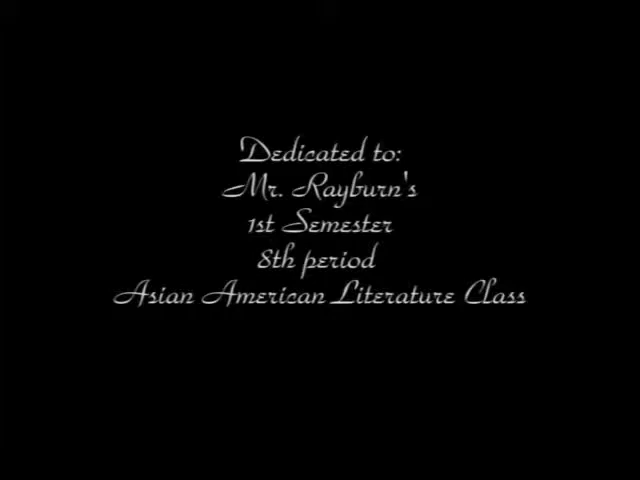 Dedicated to:
Mr. Rayburn's
1st Semester
8th period
Asian American Literature Class